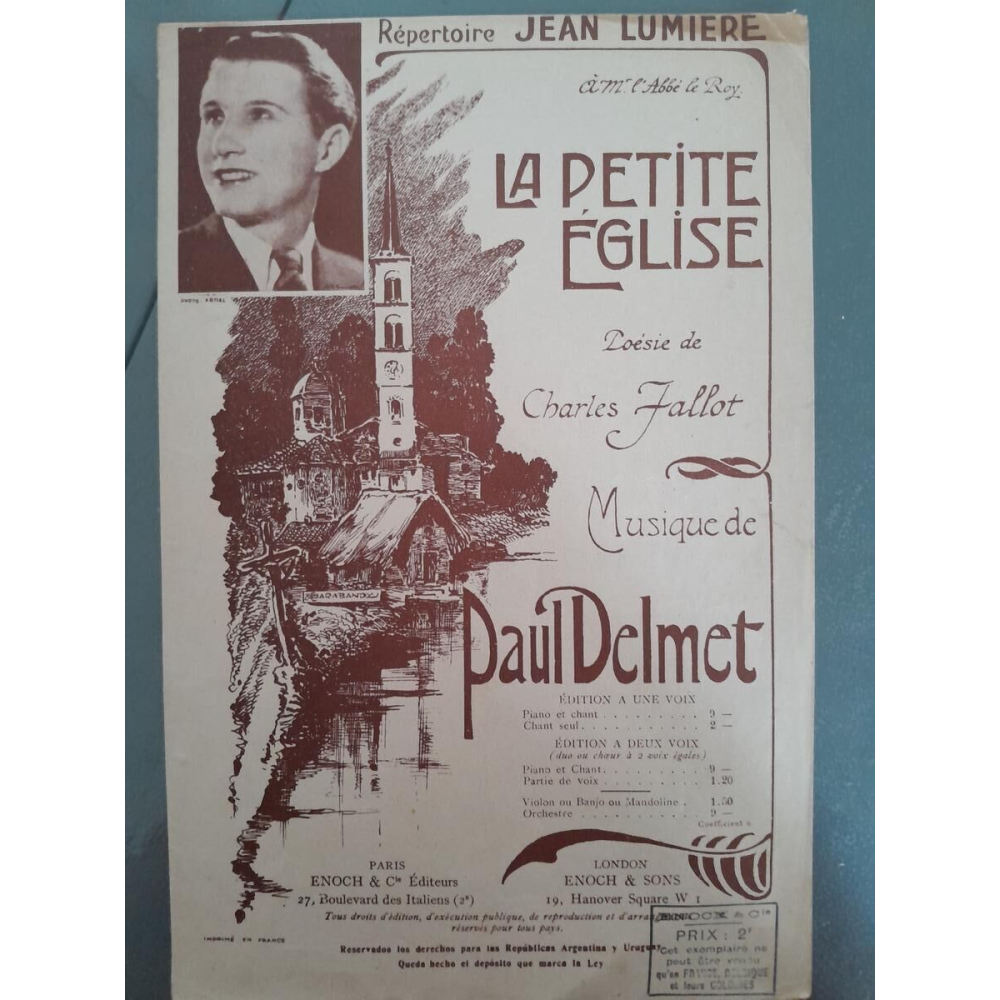 Répertoire JEAN LUMIERE
à Mr l'Abbé le Roy.
LA PETITE
ÉGLISE
PHOTO
Poésie de
Charles Fallot
Musique de
Paul Delmet
BARABANDY
ÉDITION A UNE VOIX
Piano et chant . . . . . . . . . 9 —
Chant seul . . . . . . . . . . . 2 —
ÉDITION A DEUX VOIX
(duo ou chœur à 2 voix égales)
Piano et Chant . . . . . . . . . 9 —
Partie de voix . . . . . . . . . 1.20
Violon ou Banjo ou Mandoline . 1.50
Orchestre . . . . . . . . . . . 9 —
Coefficient
PARIS
ENOCH & Cie Éditeurs
27, Boulevard des Italiens (2e)
LONDON
ENOCH & SONS
19, Hanover Square W 1
Tous droits d'édition, d'exécution publique, de reproduction et d'arran
réservés pour tous pays.
IMPRIMÉ EN FRANCE
Reservados los derechos para las Repúblicas Argentina y Uruguay
Queda hecho el depósito que marca la Ley
ENOCH & Cie
PRIX : 2f
Cet exemplaire ne
peut être vendu
qu'en FRANCE, BELGIQUE
et leurs COLONIES